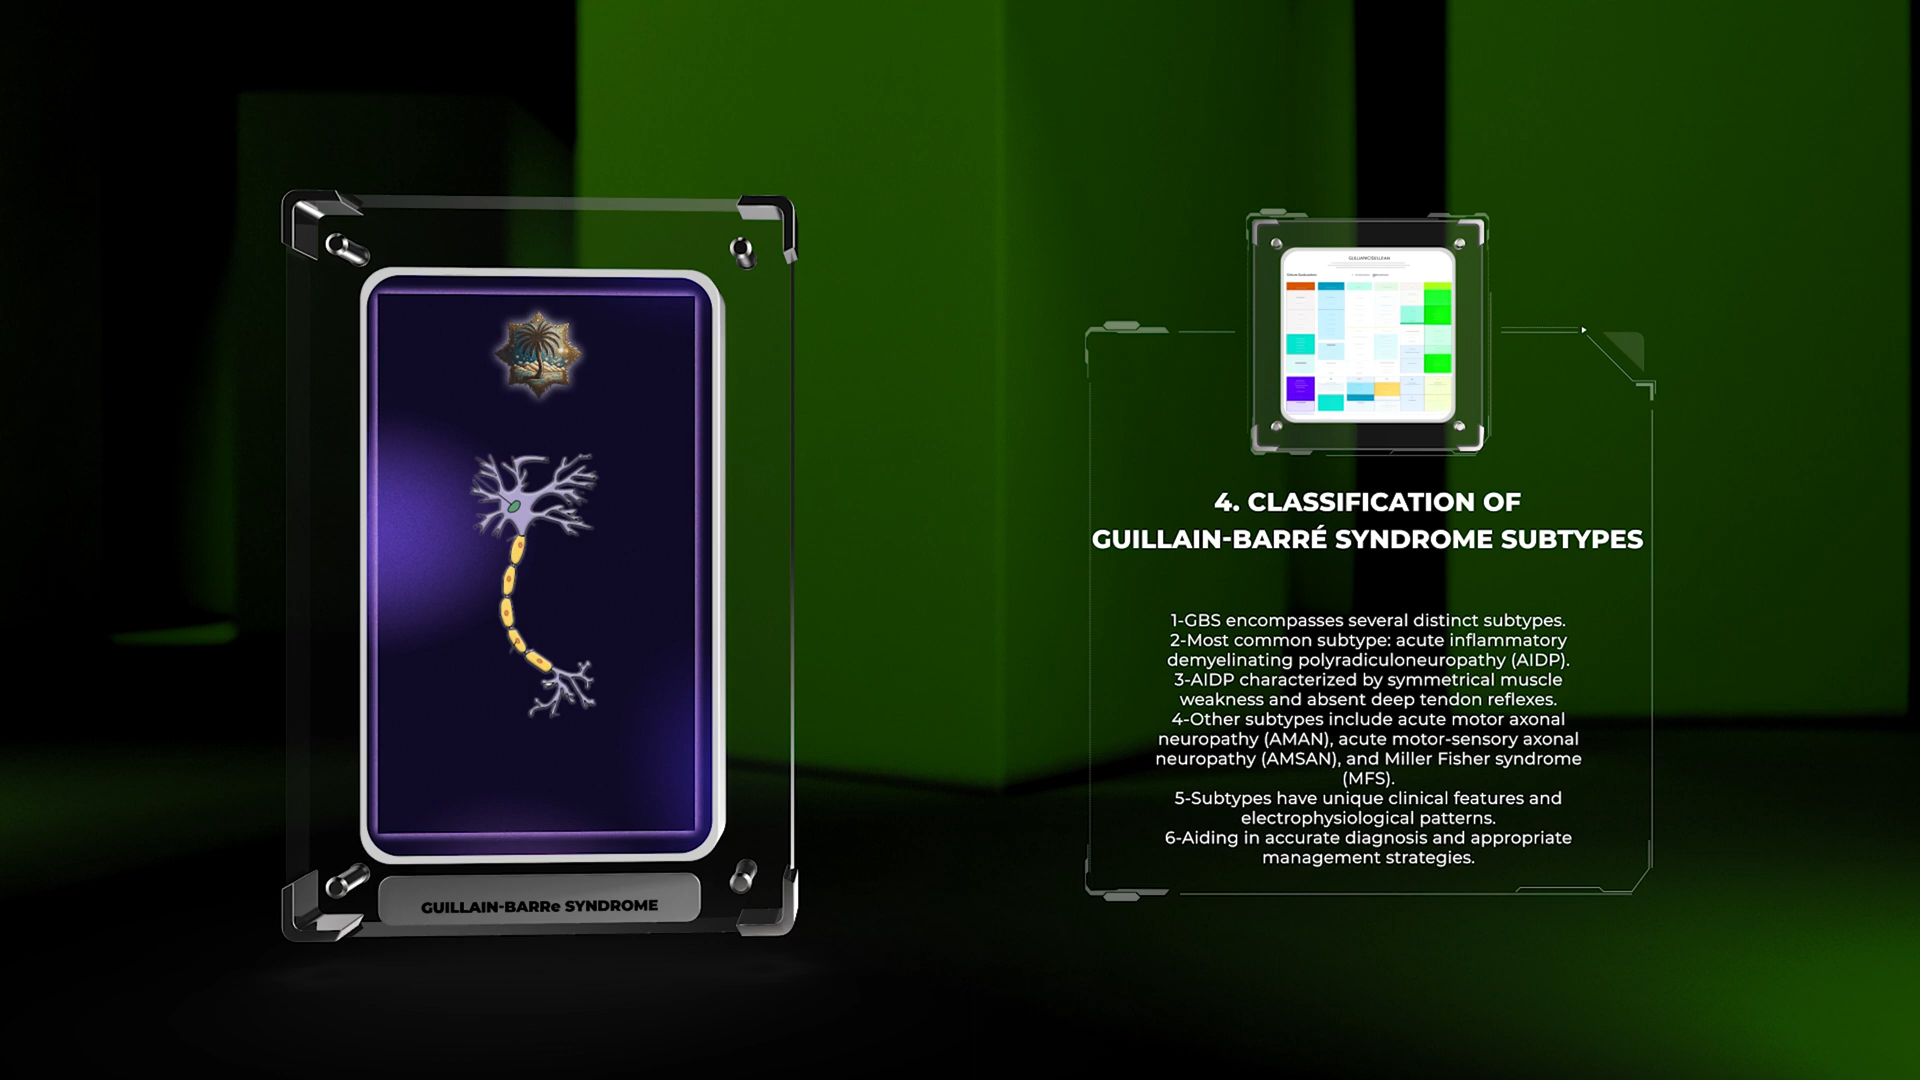 GUILLAIN-BARRe SYNDROME
4. CLASSIFICATION OF
GUILLAIN-BARRÉ SYNDROME SUBTYPES
1-GBS encompasses several distinct subtypes.
2-Most common subtype: acute inflammatory
demyelinating polyradiculoneuropathy (AIDP).
3-AIDP characterized by symmetrical muscle
weakness and absent deep tendon reflexes.
4-Other subtypes include acute motor axonal
neuropathy (AMAN), acute motor-sensory axonal
neuropathy (AMSAN), and Miller Fisher syndrome
(MFS).
5-Subtypes have unique clinical features and
electrophysiological patterns.
6-Aiding in accurate diagnosis and appropriate
management strategies.